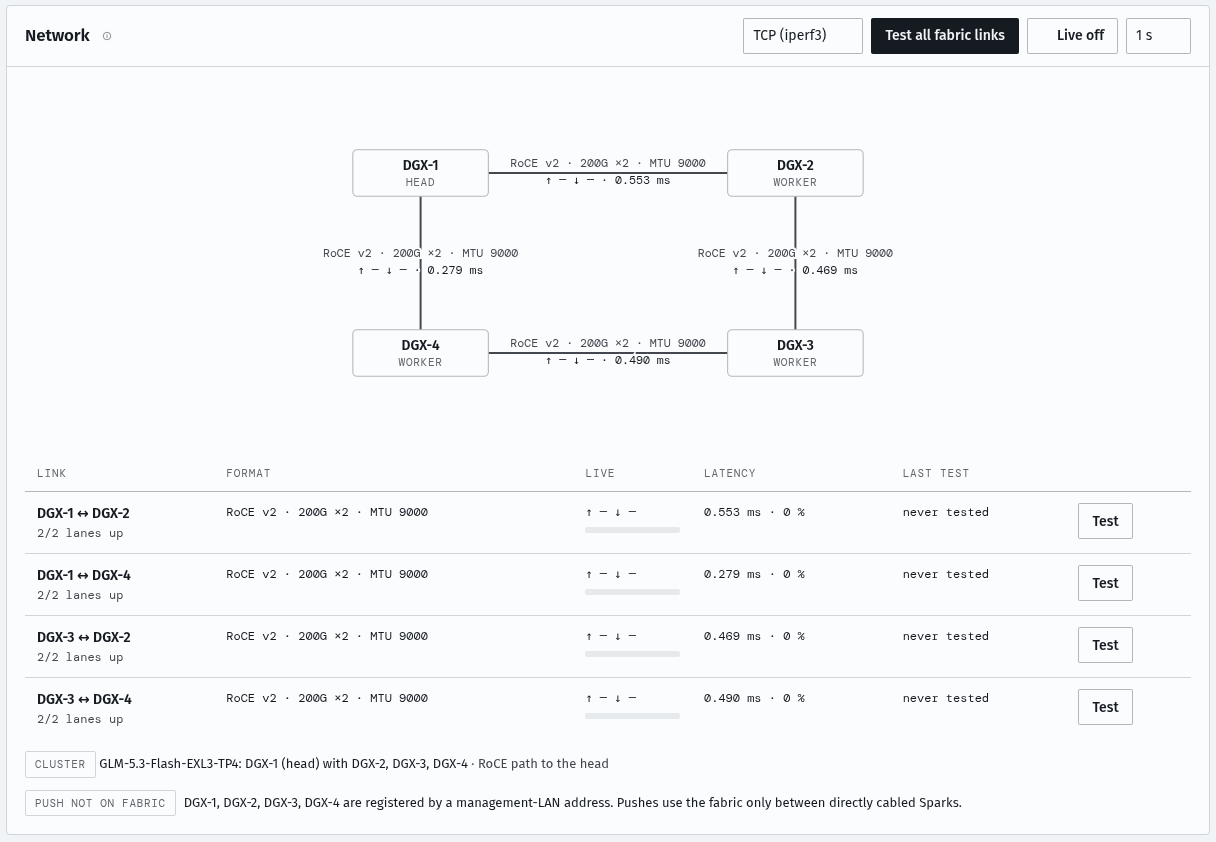 Network
TCP (iperf3)
Test all fabric links
Live off
1 s
DGX-1
HEAD
RoCE v2 · 200G ×2 · MTU 9000
↑ — ↓ — · 0.553 ms
DGX-2
WORKER
RoCE v2 · 200G ×2 · MTU 9000
↑ — ↓ — · 0.279 ms
RoCE v2 · 200G ×2 · MTU 9000
↑ — ↓ — · 0.469 ms
DGX-4
WORKER
RoCE v2 · 200G ×2 · MTU 9000
↑ — ↓ — · 0.490 ms
DGX-3
WORKER
LINK FORMAT LIVE LATENCY LAST TEST
DGX-1 ↔ DGX-2
2/2 lanes up
RoCE v2 · 200G ×2 · MTU 9000
↑ — ↓ —
0.553 ms · 0 %
never tested
Test
DGX-1 ↔ DGX-4
2/2 lanes up
RoCE v2 · 200G ×2 · MTU 9000
↑ — ↓ —
0.279 ms · 0 %
never tested
Test
DGX-3 ↔ DGX-2
2/2 lanes up
RoCE v2 · 200G ×2 · MTU 9000
↑ — ↓ —
0.469 ms · 0 %
never tested
Test
DGX-3 ↔ DGX-4
2/2 lanes up
RoCE v2 · 200G ×2 · MTU 9000
↑ — ↓ —
0.490 ms · 0 %
never tested
Test
CLUSTER GLM-5.3-Flash-EXL3-TP4: DGX-1 (head) with DGX-2, DGX-3, DGX-4 · RoCE path to the head
PUSH NOT ON FABRIC DGX-1, DGX-2, DGX-3, DGX-4 are registered by a management-LAN address. Pushes use the fabric only between directly cabled Sparks.